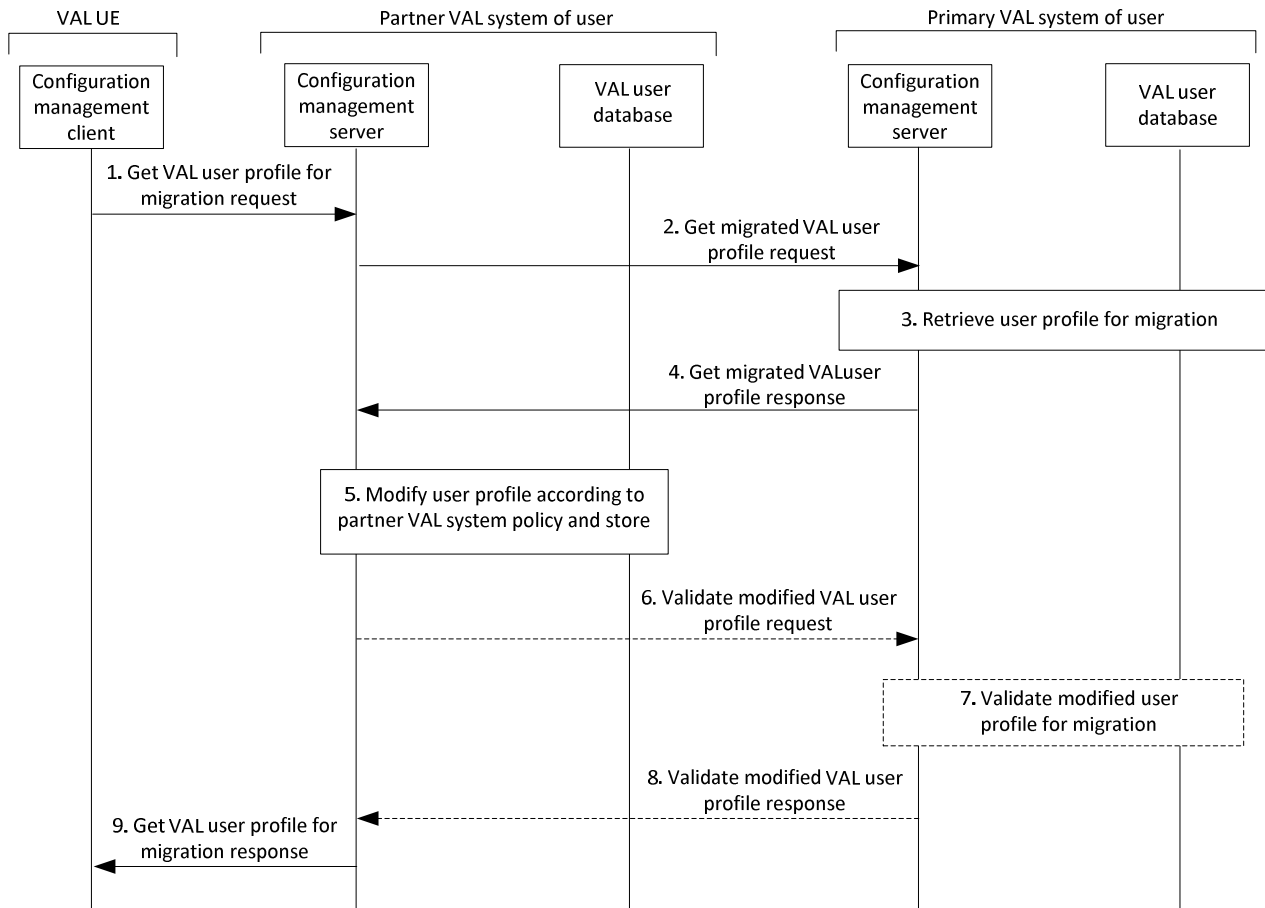 VAL UE
Partner VAL system of user
Primary VAL system of user
Configuration
management
client
Configuration
management
server
VAL user
database
Configuration
management
server
VAL user
database
1. Get VAL user profile for
migration request
2. Get migrated VAL user
profile request
3. Retrieve user profile for migration
4. Get migrated VALuser
profile response
5. Modify user profile according to
partner VAL system policy and store
6. Validate modified VAL user
profile request
7. Validate modified user
profile for migration
8. Validate modified VAL user
profile response
9. Get VAL user profile for
migration response